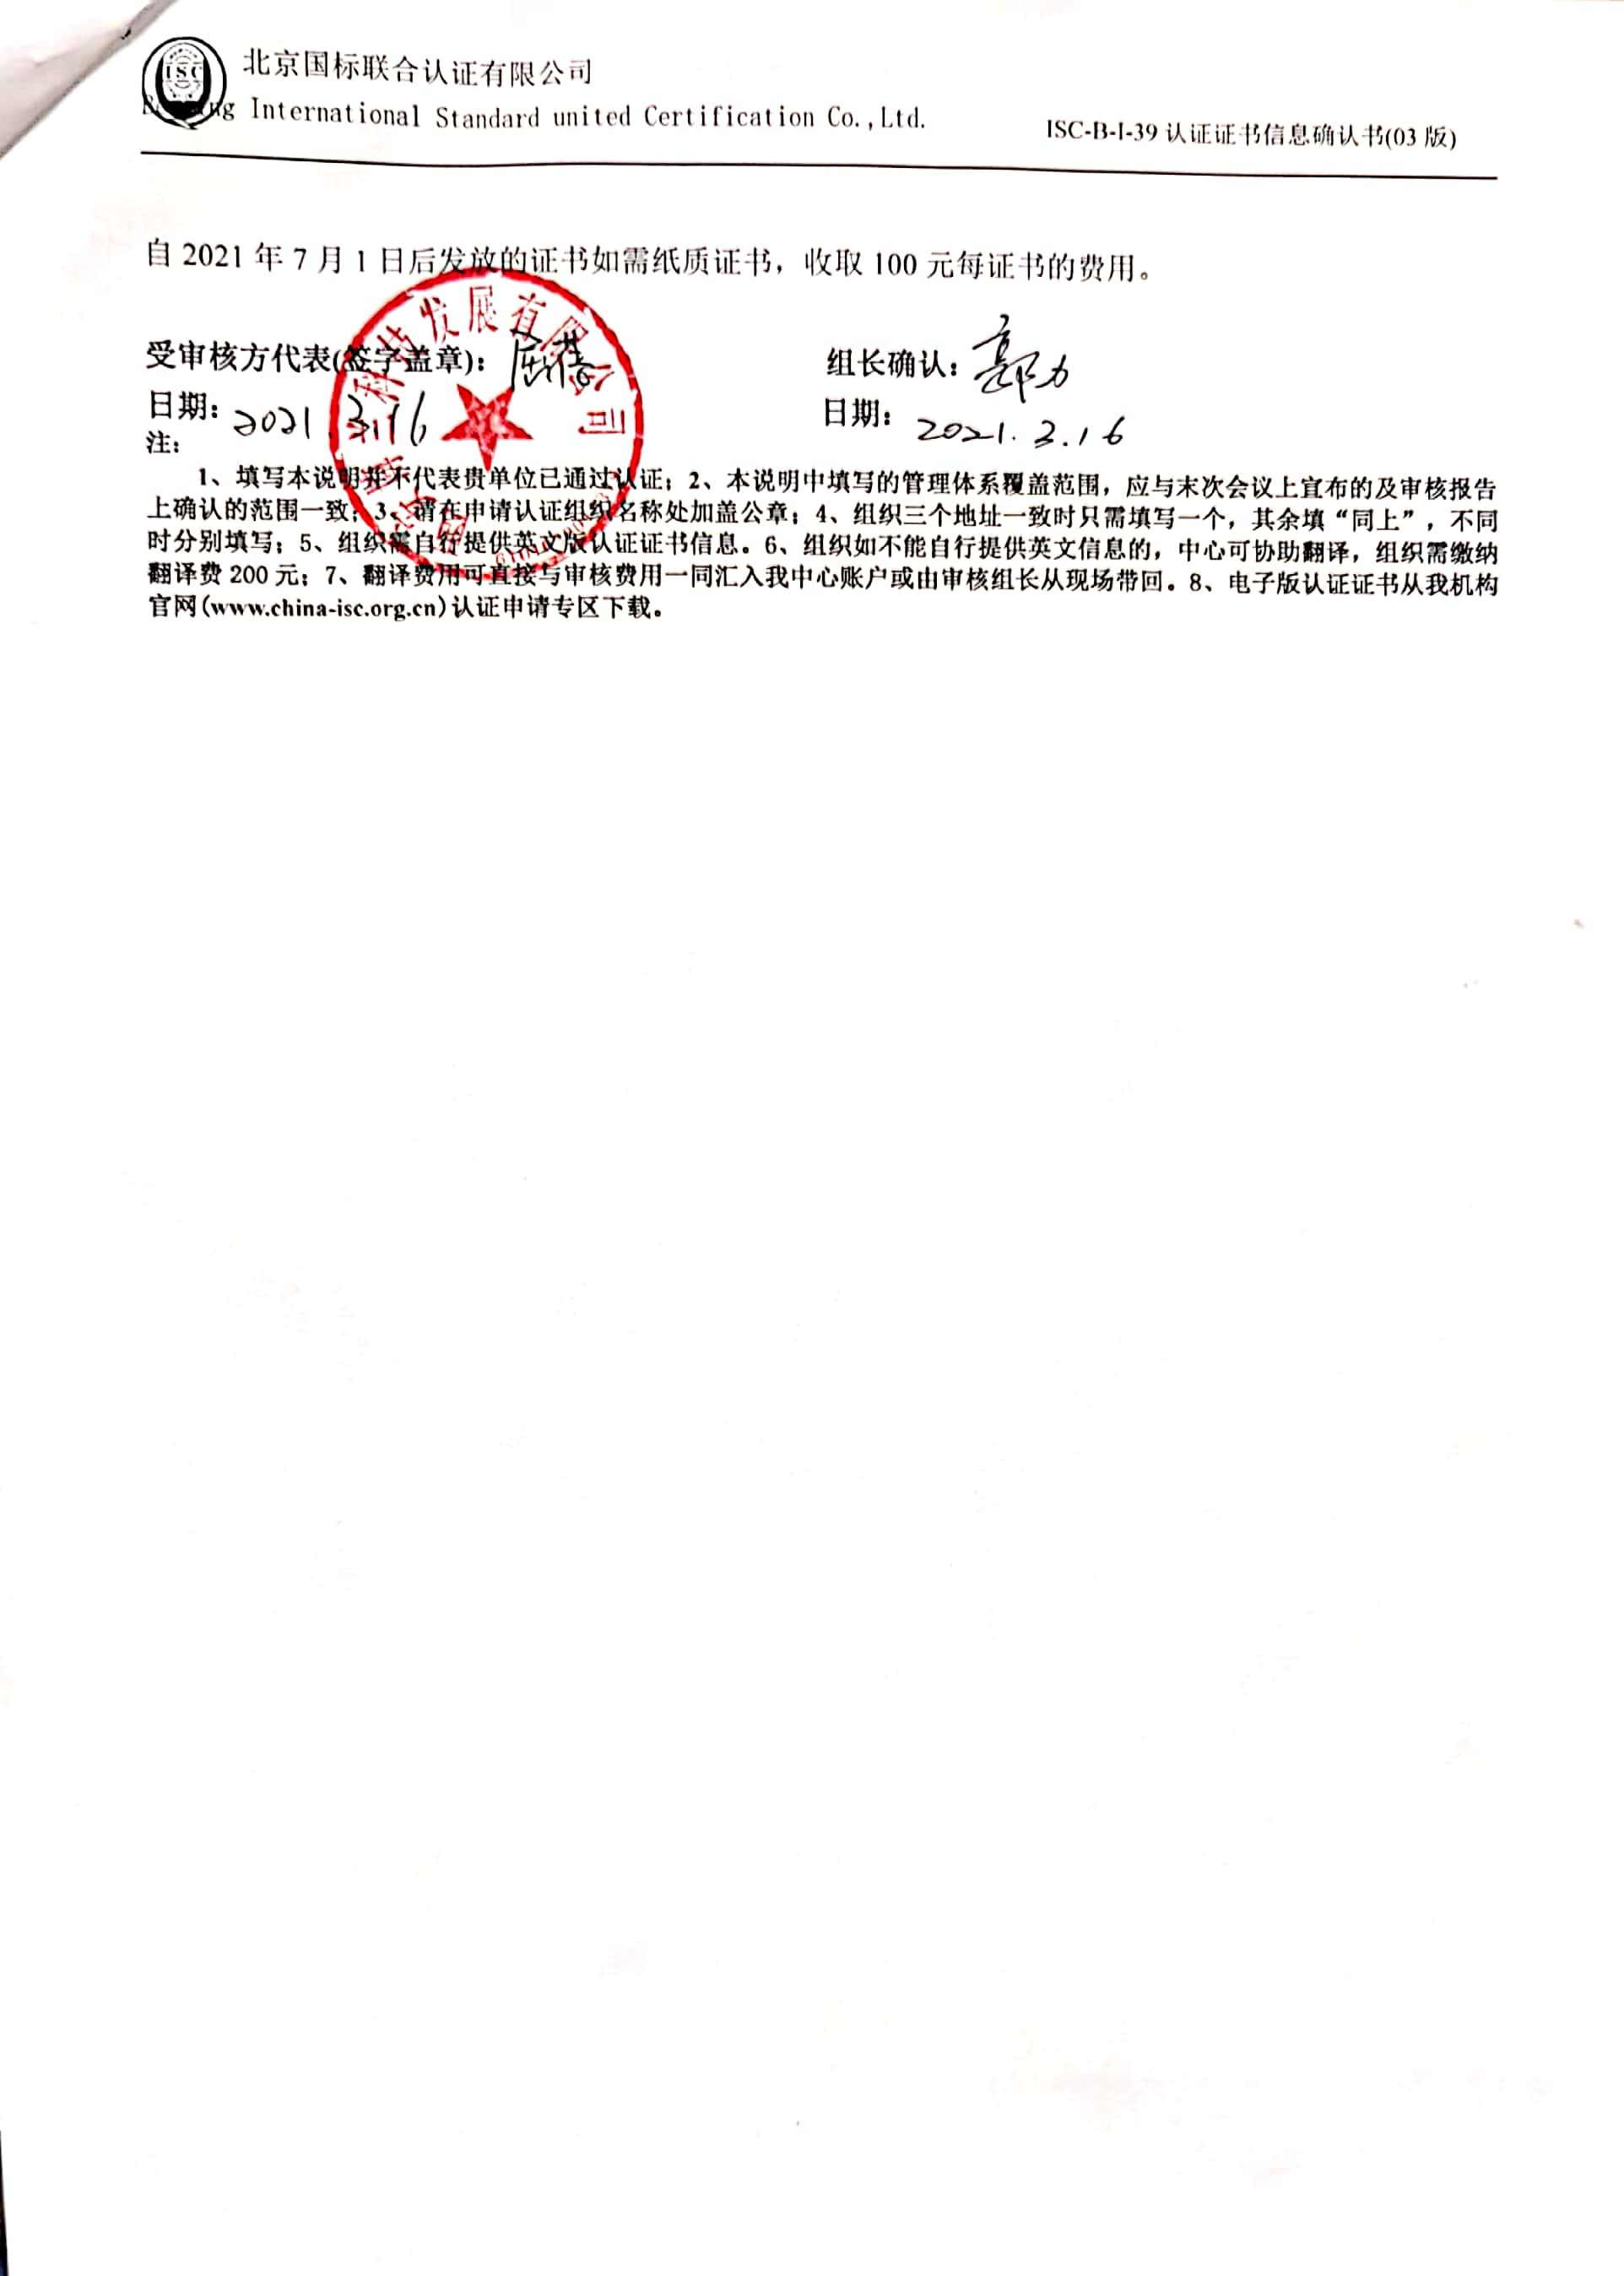 ISC
北京国标联合认证有限公司
International Standard united Certification Co.,Ltd.
ISC-B-I-39 认证证书信息确认书(03 版)
自 2021 年 7 月 1 日后发放的证书如需纸质证书，收取 100 元每证书的费用。
受审核方代表(签字盖章)：
组长确认：郭力
日期：2021.3.16
日期：2021.3.16
科技发展有限公司
注：
1、填写本说明并不代表贵单位已通过认证；2、本说明中填写的管理体系覆盖范围，应与末次会议上宣布的及审核报告
上确认的范围一致；3、请在申请认证组织名称处加盖公章；4、组织三个地址一致时只需填写一个，其余填“同上”，不同
时分别填写；5、组织需自行提供英文版认证证书信息。6、组织如不能自行提供英文信息的，中心可协助翻译，组织需缴纳
翻译费 200 元；7、翻译费用可直接与审核费用一同汇入我中心账户或由审核组长从现场带回。8、电子版认证证书从我机构
官网(www.china-isc.org.cn)认证申请专区下载。